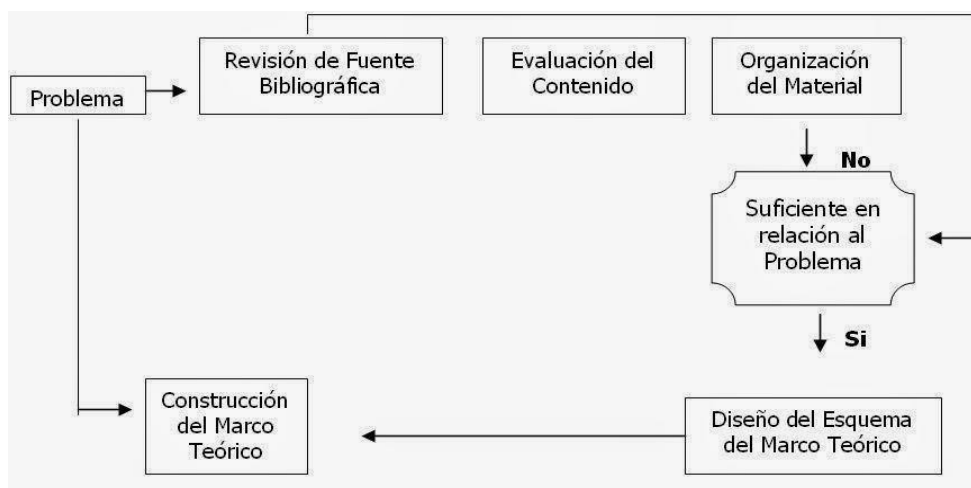 Problema
Revisión de Fuente
Bibliográfica
Evaluación del
Contenido
Organización
del Material
No
Suficiente en
relación al
Problema
Si
Diseño del Esquema
del Marco Teórico
Construcción
del Marco
Teórico